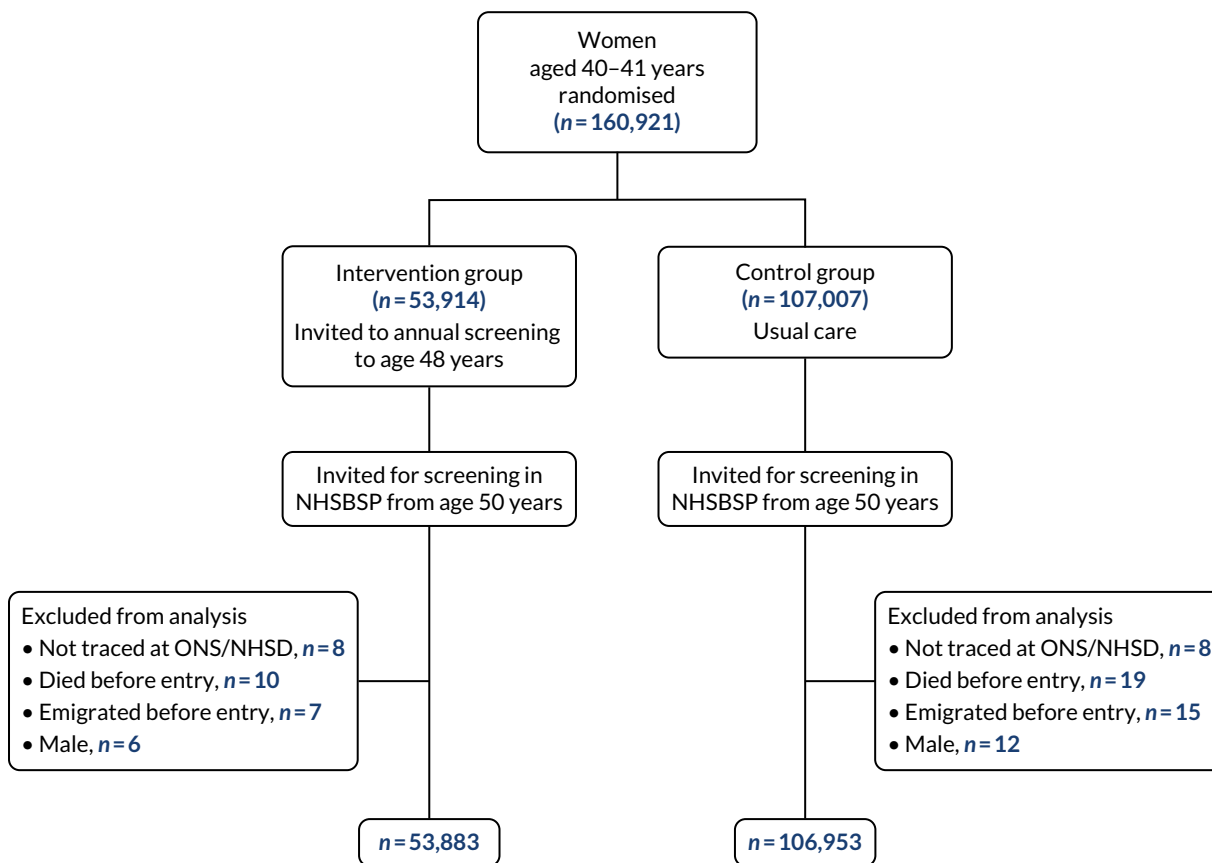 Women
aged 40–41 years
randomised
(n=160,921)
Intervention group
(n=53,914)
Invited to annual screening
to age 48 years
Control group
(n=107,007)
Usual care
Invited for screening in
NHSBSP from age 50 years
Invited for screening in
NHSBSP from age 50 years
Excluded from analysis
• Not traced at ONS/NHSD, n=8
• Died before entry, n=10
• Emigrated before entry, n=7
• Male, n=6
Excluded from analysis
• Not traced at ONS/NHSD, n=8
• Died before entry, n=19
• Emigrated before entry, n=15
• Male, n=12
n=53,883
n=106,953